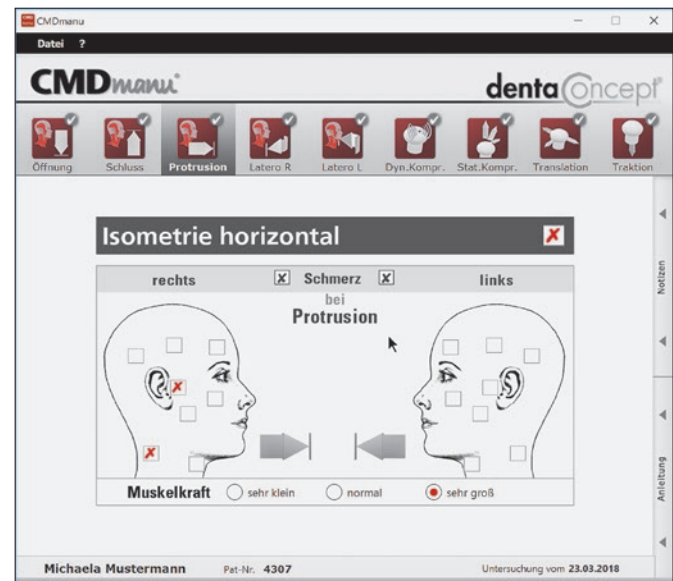 CMDmanu
Datei ?
CMDmanu®
dentaConcept®
Öffnung Schluss Protrusion Latero R Latero L Dyn.Kompr. Stat.Kompr. Translation Traktion
Isometrie horizontal
rechts Schmerz links
bei
Protrusion
Muskelkraft sehr klein normal sehr groß
Notizen
Anleitung
Michaela Mustermann Pat-Nr. 4307 Untersuchung vom 23.03.2018